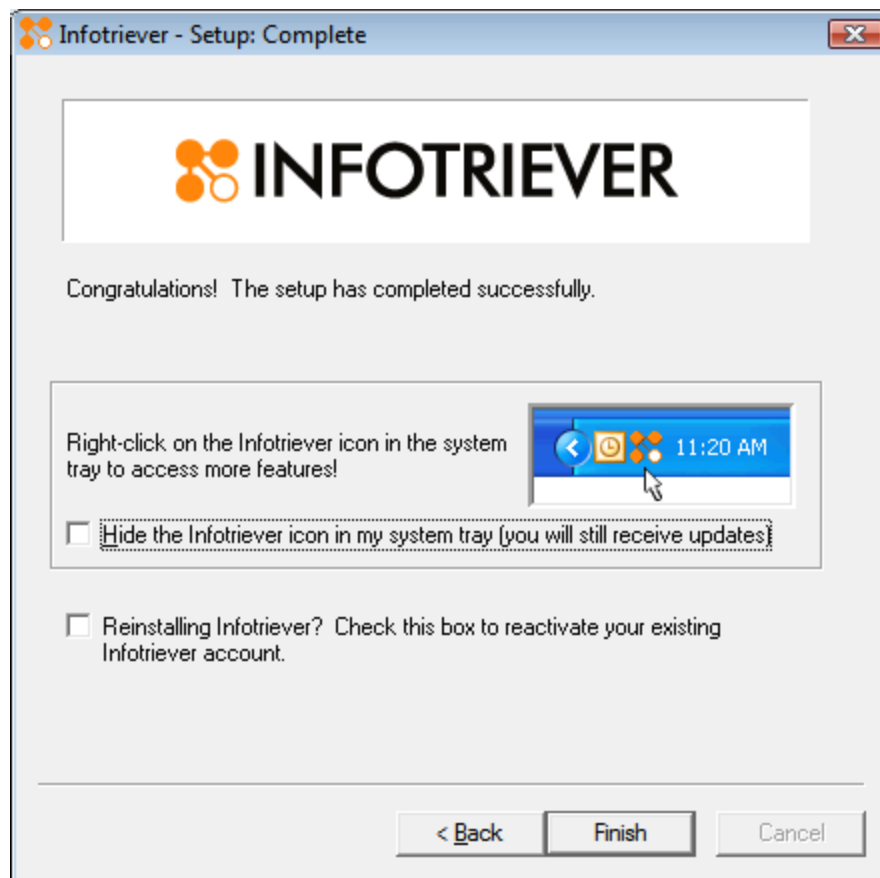 Infotriever - Setup: Complete
INFOTRIEVER
Congratulations! The setup has completed successfully.
Right-click on the Infotriever icon in the system
tray to access more features!
11:20 AM
Hide the Infotriever icon in my system tray (you will still receive updates)
Reinstalling Infotriever? Check this box to reactivate your existing
Infotriever account.
< Back
Finish
Cancel